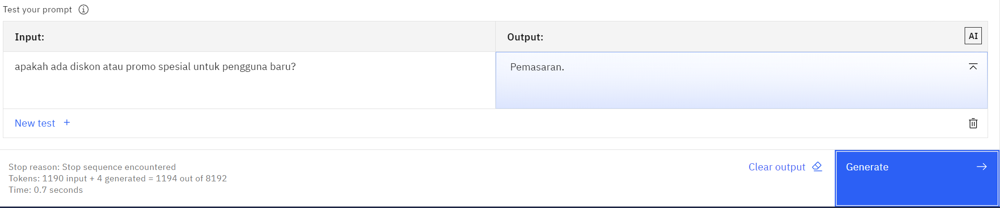 Test your prompt
Input:
Output:
AI
apakah ada diskon atau promo spesial untuk pengguna baru?
Pemasaran.
New test +
Stop reason: Stop sequence encountered
Tokens: 1190 input + 4 generated = 1194 out of 8192
Time: 0.7 seconds
Clear output
Generate